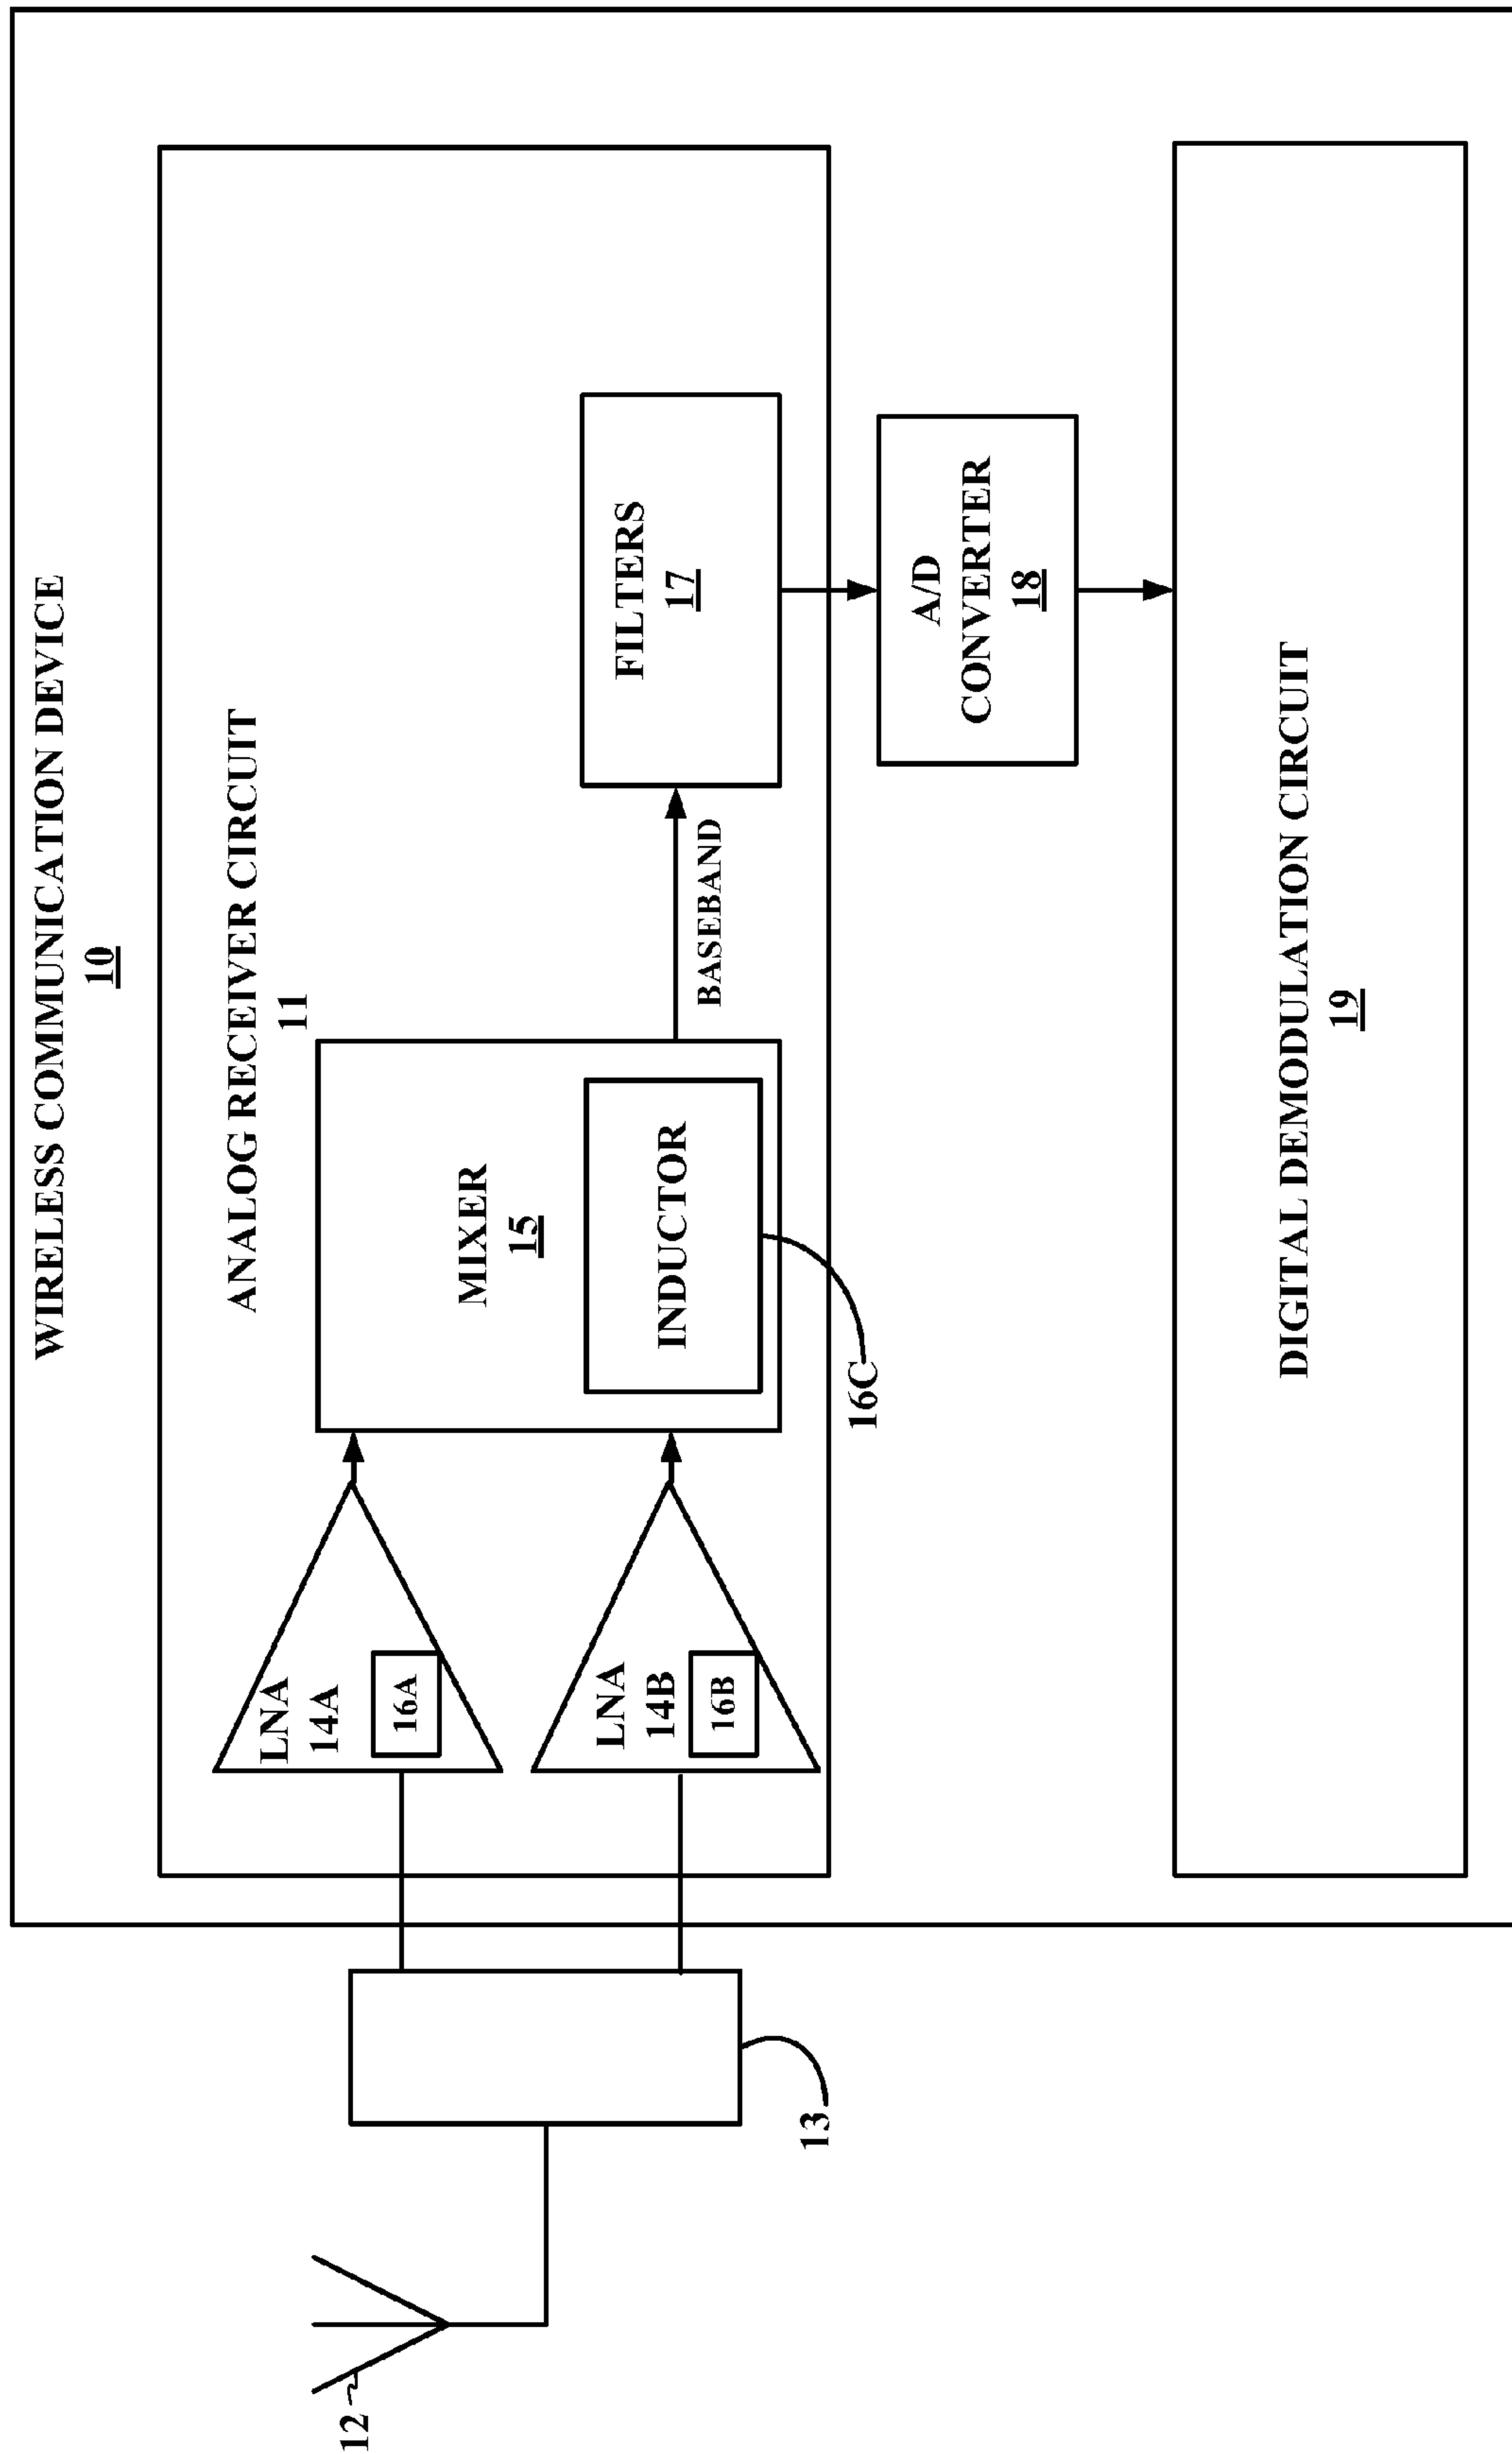 WIRELESS COMMUNICATION DEVICE
10
ANALOG RECEIVER CIRCUIT
11
12
13
LNA
14A
16A
LNA
14B
16B
MIXER
15
INDUCTOR
16C
BASEBAND
FILTERS
17
A/D
CONVERTER
18
DIGITAL DEMODULATION CIRCUIT
19